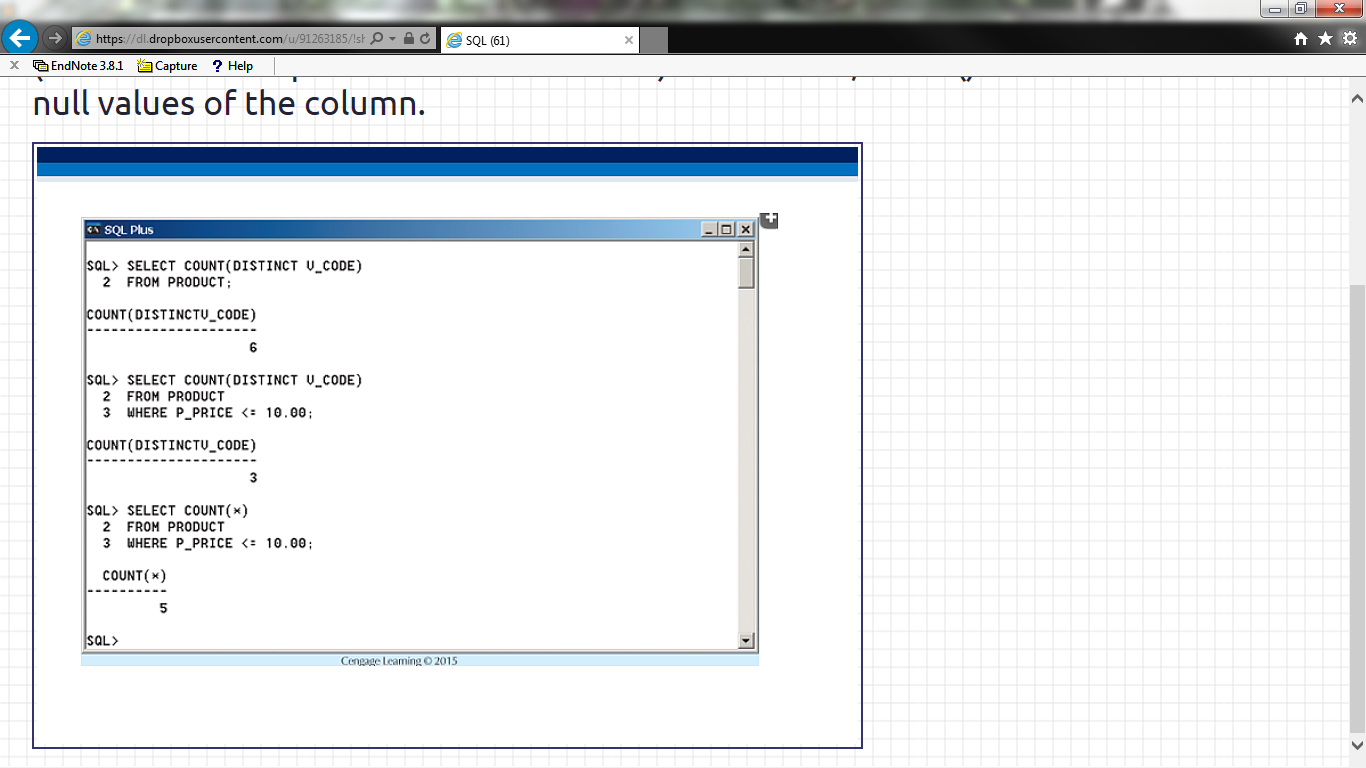 https://dl.dropboxusercontent.com/u/91263185/!sl
SQL (61)
EndNote 3.8.1 Capture Help
null values of the column.
SQL Plus
SQL> SELECT COUNT(DISTINCT V_CODE)
2 FROM PRODUCT;
COUNT(DISTINCTV_CODE)
---------------------
6
SQL> SELECT COUNT(DISTINCT V_CODE)
2 FROM PRODUCT
3 WHERE P_PRICE <= 10.00;
COUNT(DISTINCTV_CODE)
---------------------
3
SQL> SELECT COUNT(*)
2 FROM PRODUCT
3 WHERE P_PRICE <= 10.00;
COUNT(*)
----------
5
SQL>
Cengage Learning © 2015